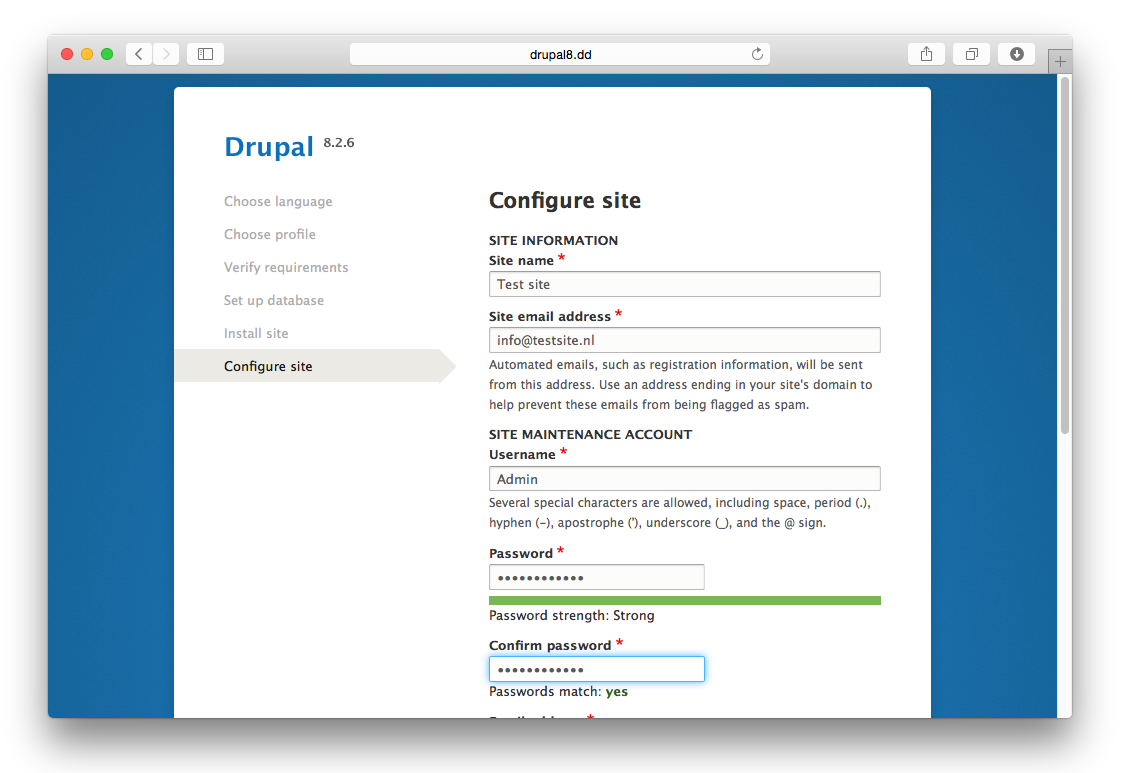 drupal8.dd
Drupal 8.2.6
Choose language
Choose profile
Verify requirements
Set up database
Install site
Configure site
Configure site
SITE INFORMATION
Site name *
Test site
Site email address *
info@testsite.nl
Automated emails, such as registration information, will be sent
from this address. Use an address ending in your site's domain to
help prevent these emails from being flagged as spam.
SITE MAINTENANCE ACCOUNT
Username *
Admin
Several special characters are allowed, including space, period (.),
hyphen (-), apostrophe ('), underscore (_), and the @ sign.
Password *
••••••••••••
Password strength: Strong
Confirm password *
••••••••••••
Passwords match: yes